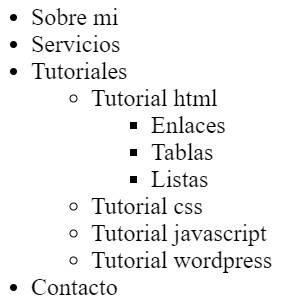 Sobre mi
Servicios
Tutoriales
Tutorial html
Enlaces
Tablas
Listas
Tutorial css
Tutorial javascript
Tutorial wordpress
Contacto